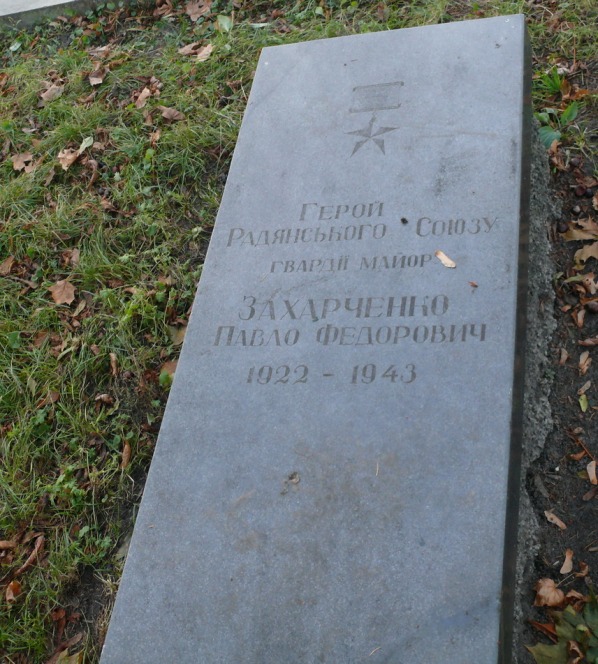 ГЕРОЙ
РАДЯНСЬКОГО СОЮЗУ
ГВАРДІЇ МАЙОР
ЗАХАРЧЕНКО
ПАВЛО ФЕДОРОВИЧ
1922 - 1943